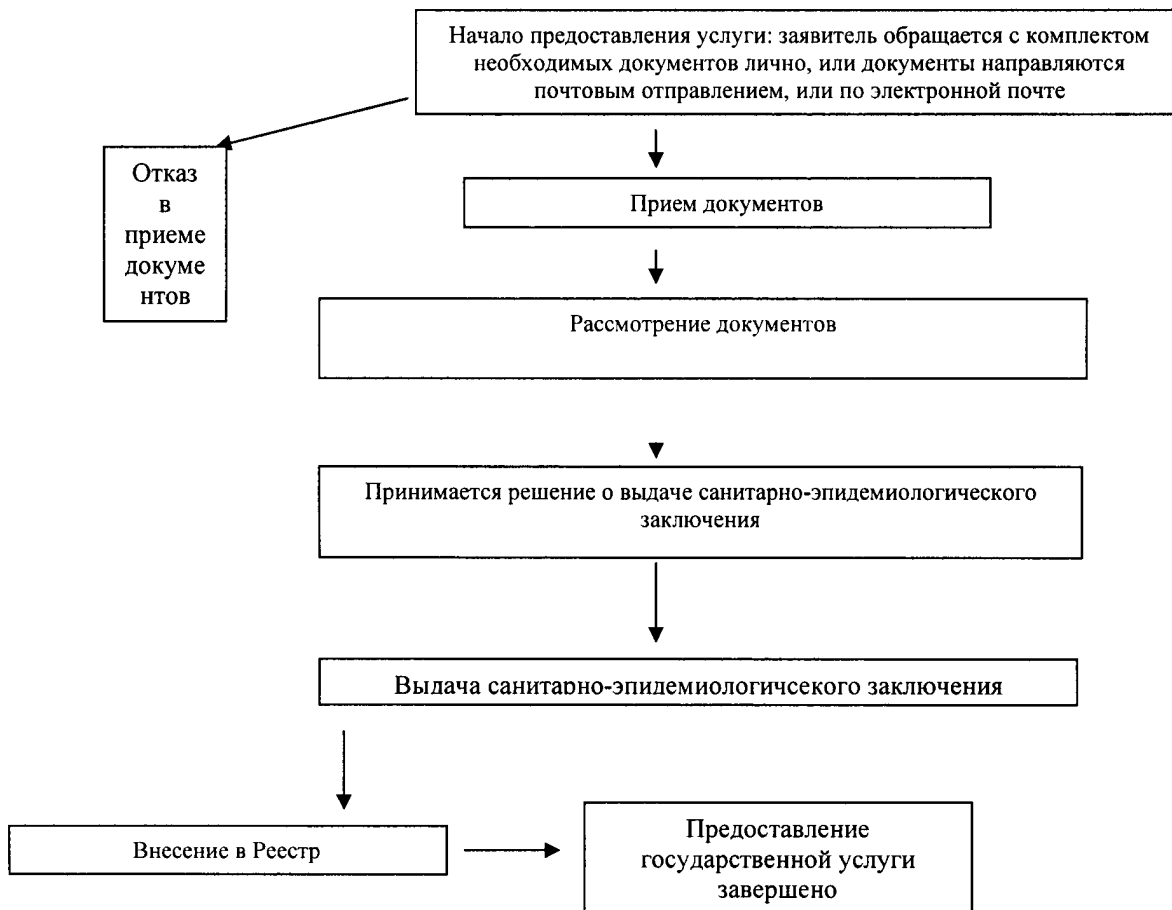 Начало предоставления услуги: заявитель обращается с комплектом
необходимых документов лично, или документы направляются
почтовым отправлением, или по электронной почте
Отказ
в
приеме
докуме
нтов
Прием документов
Рассмотрение документов
Принимается решение о выдаче санитарно-эпидемиологического
заключения
Выдача санитарно-эпидемиологичсекого заключения
Внесение в Реестр
Предоставление
государственной услуги
завершено